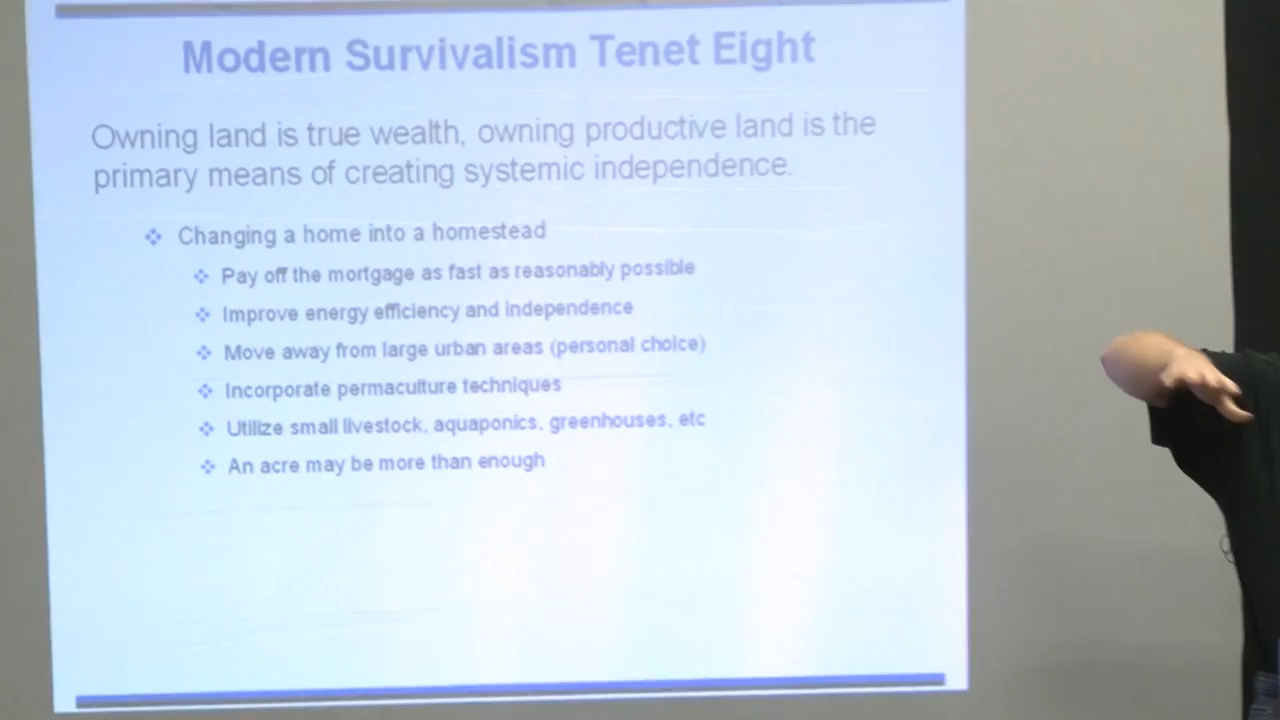 Modern Survivalism Tenet Eight
Owning land is true wealth, owning productive land is the
primary means of creating systemic independence.
Changing a home into a homestead
Pay off the mortgage as fast as reasonably possible
Improve energy efficiency and independence
Move away from large urban areas (personal choice)
Incorporate permaculture techniques
Utilize small livestock, aquaponics, greenhouses, etc
An acre may be more than enough